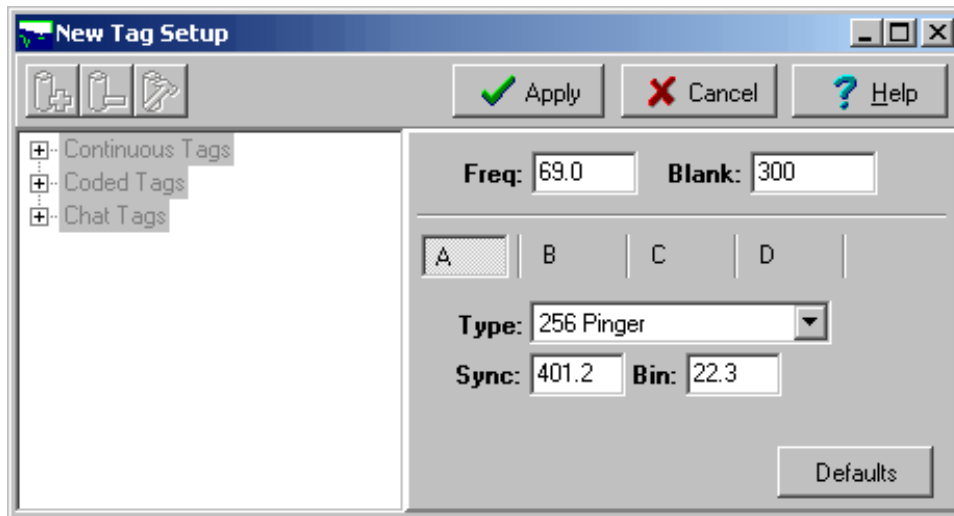 New Tag Setup
Apply Cancel Help
Continuous Tags
Coded Tags
Chat Tags
Freq: 69.0 Blank: 300
A B C D
Type: 256 Pinger
Sync: 401.2 Bin: 22.3
Defaults